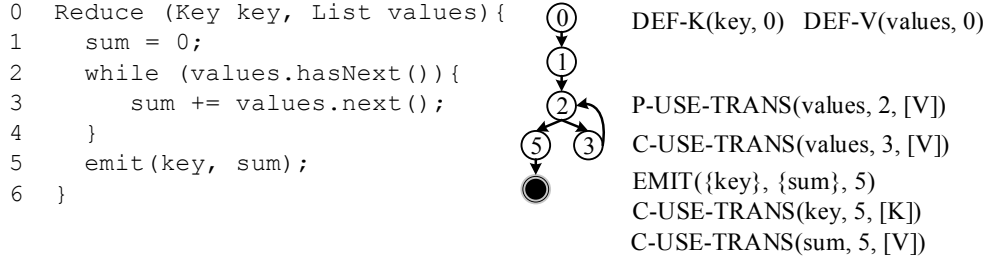 0 Reduce (Key key, List values){
1 sum = 0;
2 while (values.hasNext()){
3 sum += values.next();
4 }
5 emit(key, sum);
6 }
0
1
2
5 3
DEF-K(key, 0) DEF-V(values, 0)
P-USE-TRANS(values, 2, [V])
C-USE-TRANS(values, 3, [V])
EMIT({key}, {sum}, 5)
C-USE-TRANS(key, 5, [K])
C-USE-TRANS(sum, 5, [V])